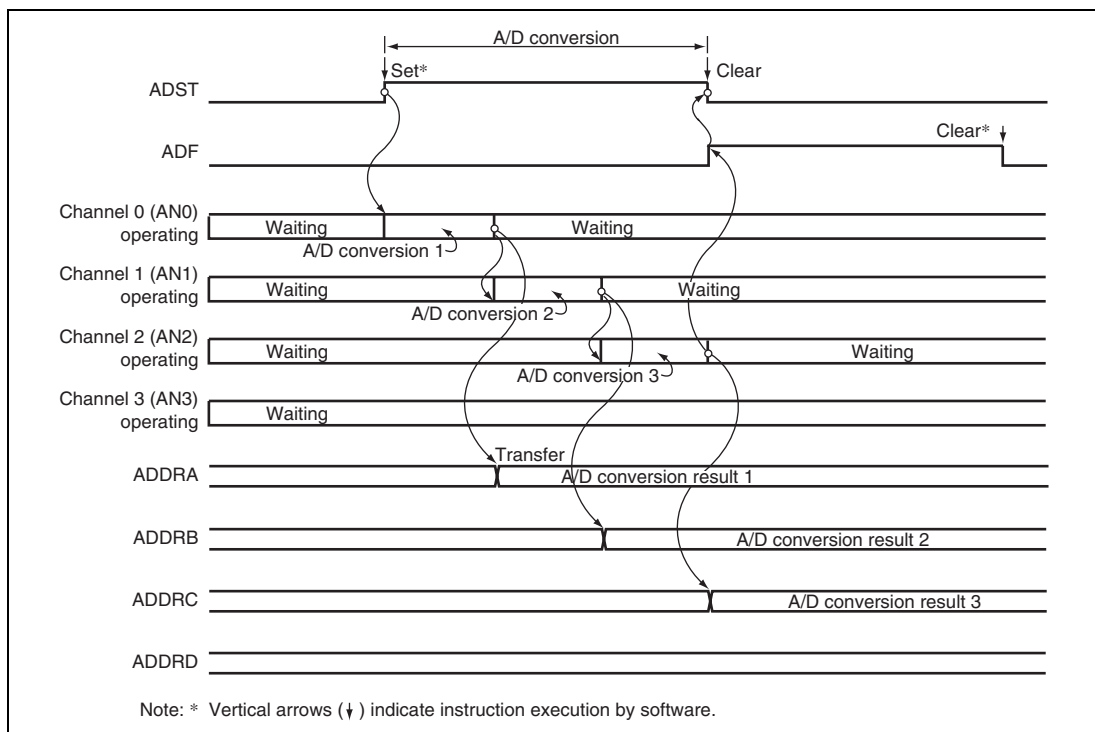 A/D conversion
Set*
Clear
ADST
Clear*
ADF
Channel 0 (AN0)
operating
Waiting
Waiting
A/D conversion 1
Channel 1 (AN1)
operating
Waiting
Waiting
A/D conversion 2
Channel 2 (AN2)
operating
Waiting
Waiting
A/D conversion 3
Channel 3 (AN3)
operating
Waiting
Transfer
ADDRA
A/D conversion result 1
ADDRB
A/D conversion result 2
ADDRC
A/D conversion result 3
ADDRD
Note: * Vertical arrows (↓) indicate instruction execution by software.